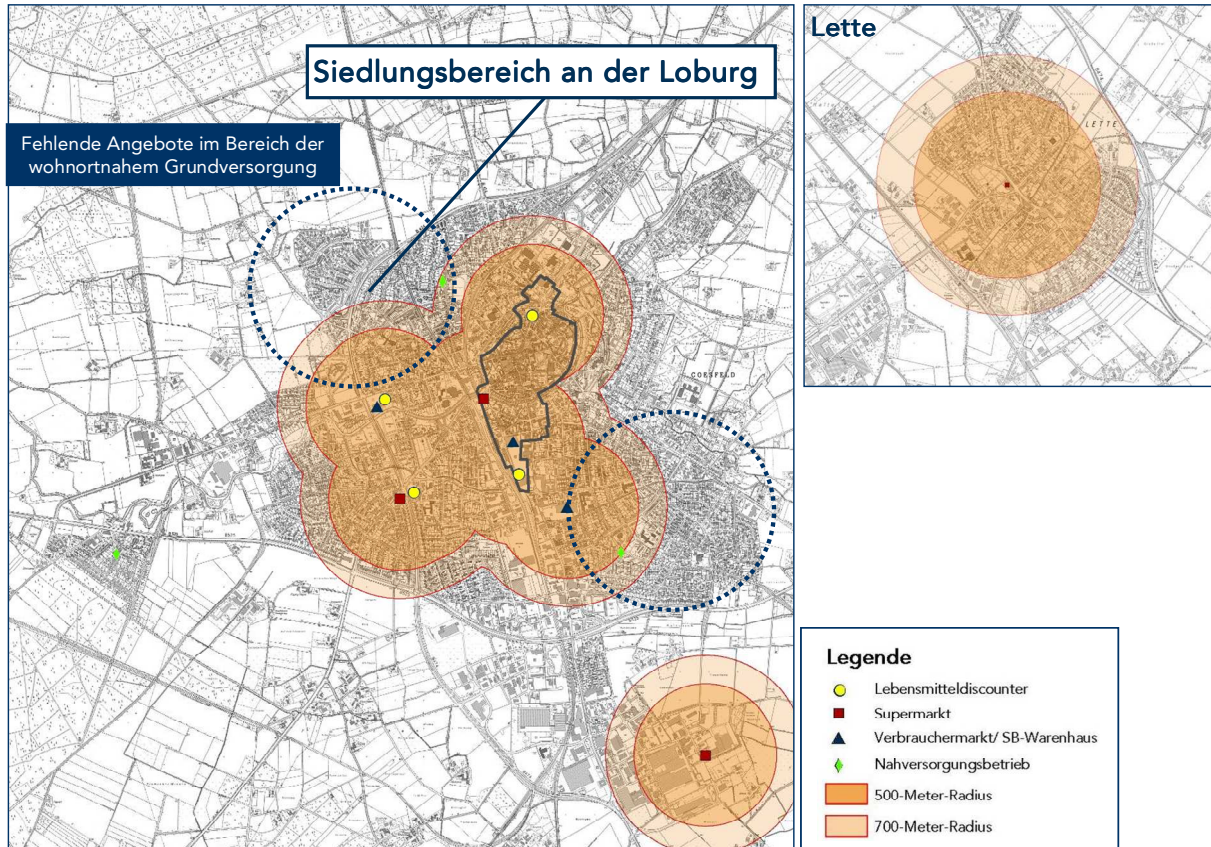 Siedlungsbereich an der Loburg
Fehlende Angebote im Bereich der
wohnortnahem Grundversorgung
COESFELD
Lette
LETTE
Legende
Lebensmitteldiscounter
Supermarkt
Verbrauchermarkt/ SB-Warenhaus
Nahversorgungsbetrieb
500-Meter-Radius
700-Meter-Radius